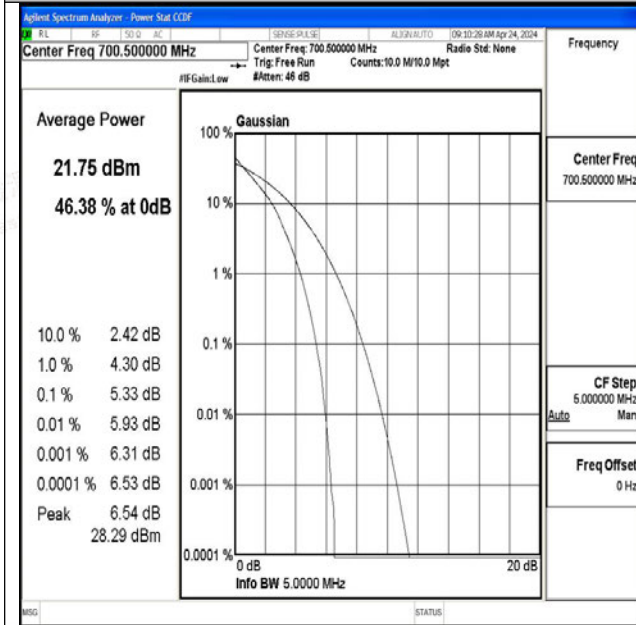 Agilent Spectrum Analyzer - Power Stat CCDF
RL RF 50 Ω AC SENSE:PULSE ALIGNAUTO 09:10:28 AM Apr 24, 2024
Center Freq 700.500000 MHz
Center Freq: 700.500000 MHz Radio Std: None
Trig: Free Run Counts:10.0 M/10.0 Mpt
#IFGain:Low #Atten: 46 dB
Frequency
Average Power
21.75 dBm
46.38 % at 0dB
10.0 % 2.42 dB
1.0 % 4.30 dB
0.1 % 5.33 dB
0.01 % 5.93 dB
0.001 % 6.31 dB
0.0001 % 6.53 dB
Peak 6.54 dB
28.29 dBm
Gaussian
100 %
10 %
1 %
0.1 %
0.01 %
0.001 %
0.0001 %
0 dB 20 dB
Info BW 5.0000 MHz
Center Freq
700.500000 MHz
CF Step
5.000000 MHz
Auto Man
Freq Offset
0 Hz
MSG STATUS